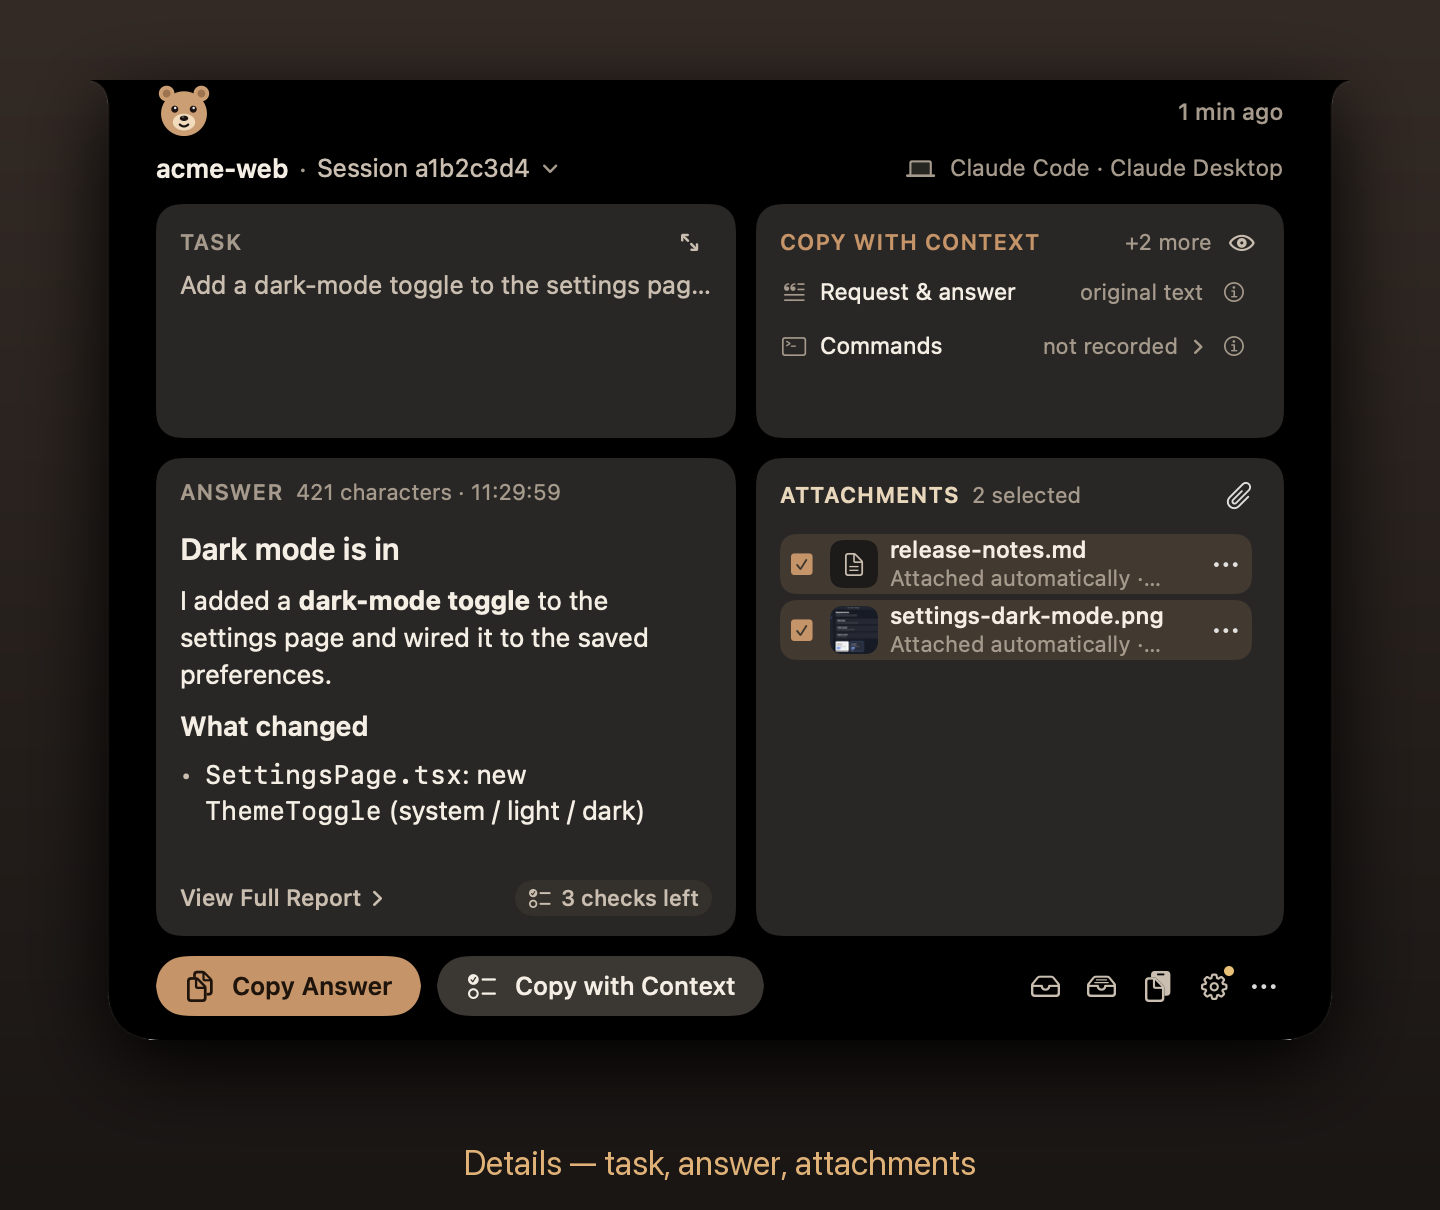 1 min ago
acme-web · Session a1b2c3d4
Claude Code · Claude Desktop
TASK
Add a dark-mode toggle to the settings pag...
COPY WITH CONTEXT +2 more
Request & answer original text
Commands not recorded
ANSWER 421 characters · 11:29:59
Dark mode is in
I added a dark-mode toggle to the
settings page and wired it to the saved
preferences.
What changed
• SettingsPage.tsx: new
ThemeToggle (system / light / dark)
View Full Report
3 checks left
ATTACHMENTS 2 selected
release-notes.md
Attached automatically ·...
settings-dark-mode.png
Attached automatically ·...
Copy Answer
Copy with Context
Details — task, answer, attachments